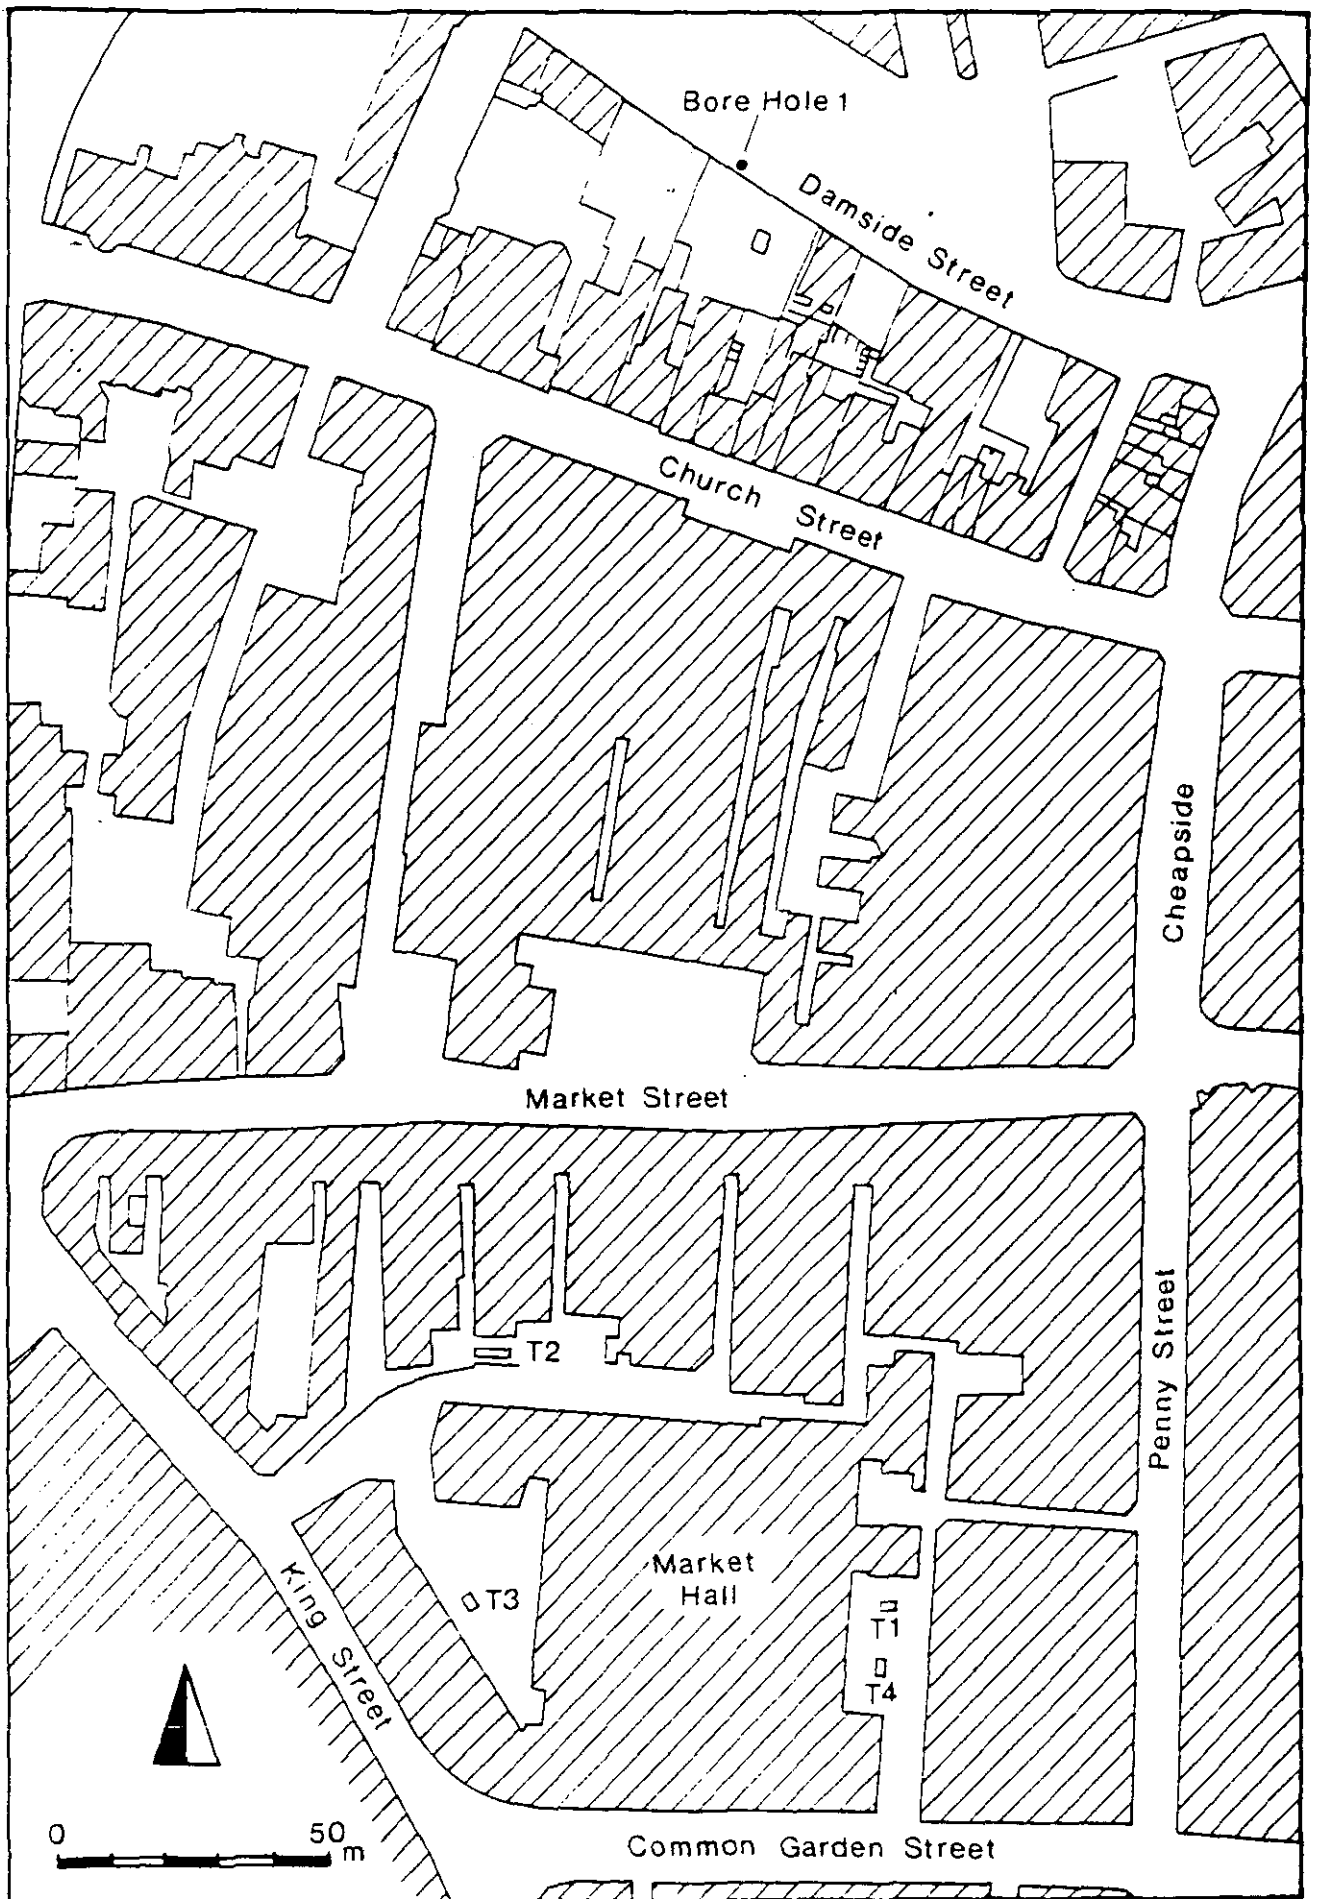 Bore Hole 1
Damside Street
Church Street
Cheapside
Market Street
T2
Penny Street
Market
Hall
T3
T1
King Street
T4
0 50 m
Common Garden Street